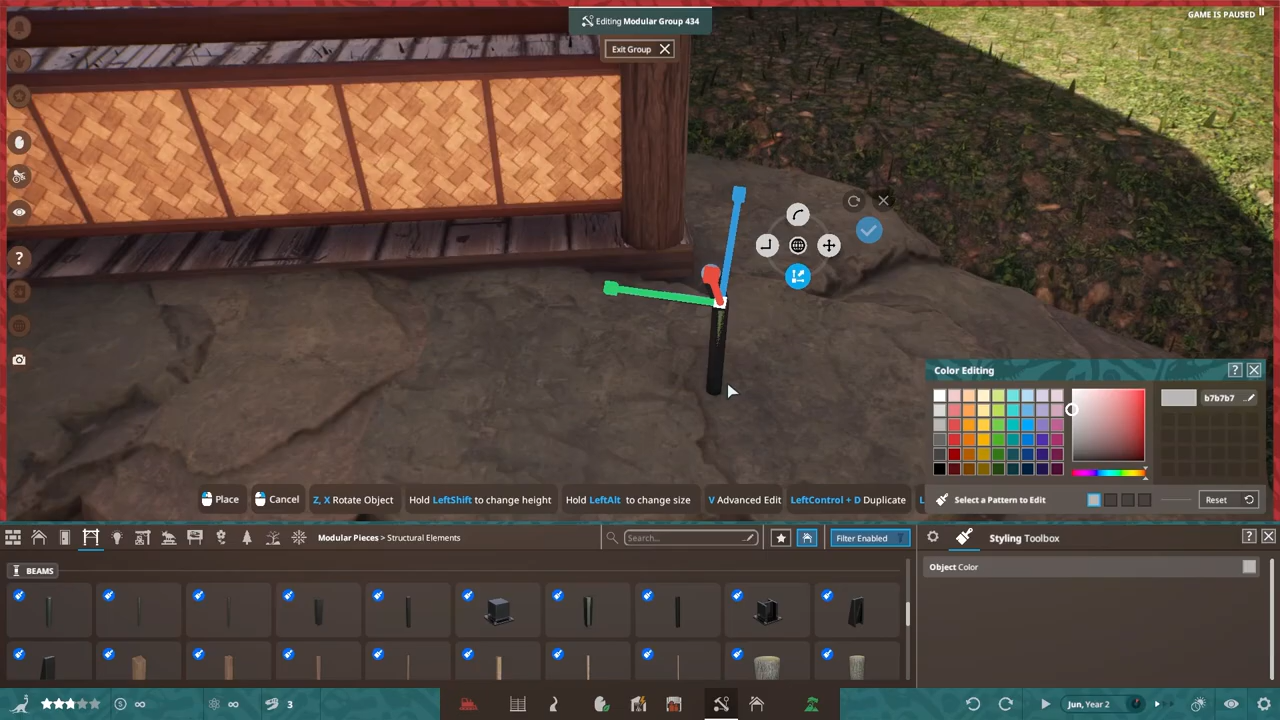 Editing Modular Group 434
GAME IS PAUSED
Exit Group
Color Editing
?
b7b7b7
Place
Cancel
Z, X Rotate Object
Hold LeftShift to change height
Hold LeftAlt to change size
V Advanced Edit
LeftControl + D Duplicate
L
Select a Pattern to Edit
Reset
?
Modular Pieces > Structural Elements
Search...
Filter Enabled
Styling Toolbox
?
BEAMS
Object Color
∞
∞
3
Jun, Year 2